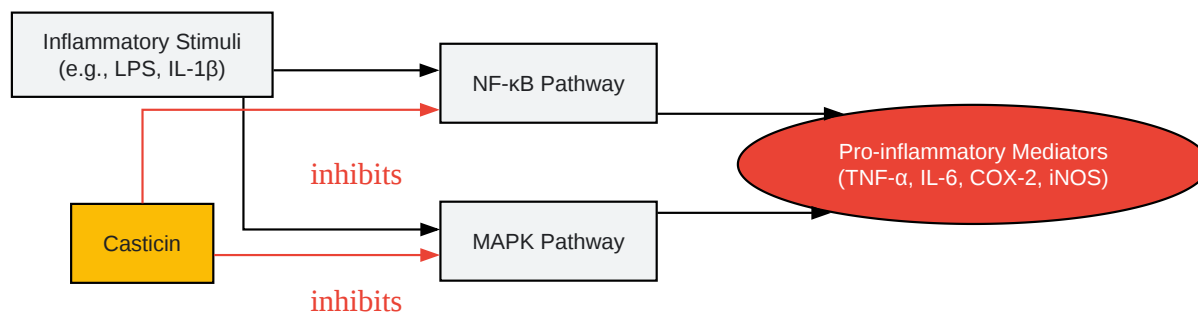 Inflammatory Stimuli
(e.g., LPS, IL-1β)
NF-κB Pathway
inhibits
Pro-inflammatory Mediators
(TNF-α, IL-6, COX-2, iNOS)
Casticin
MAPK Pathway
inhibits